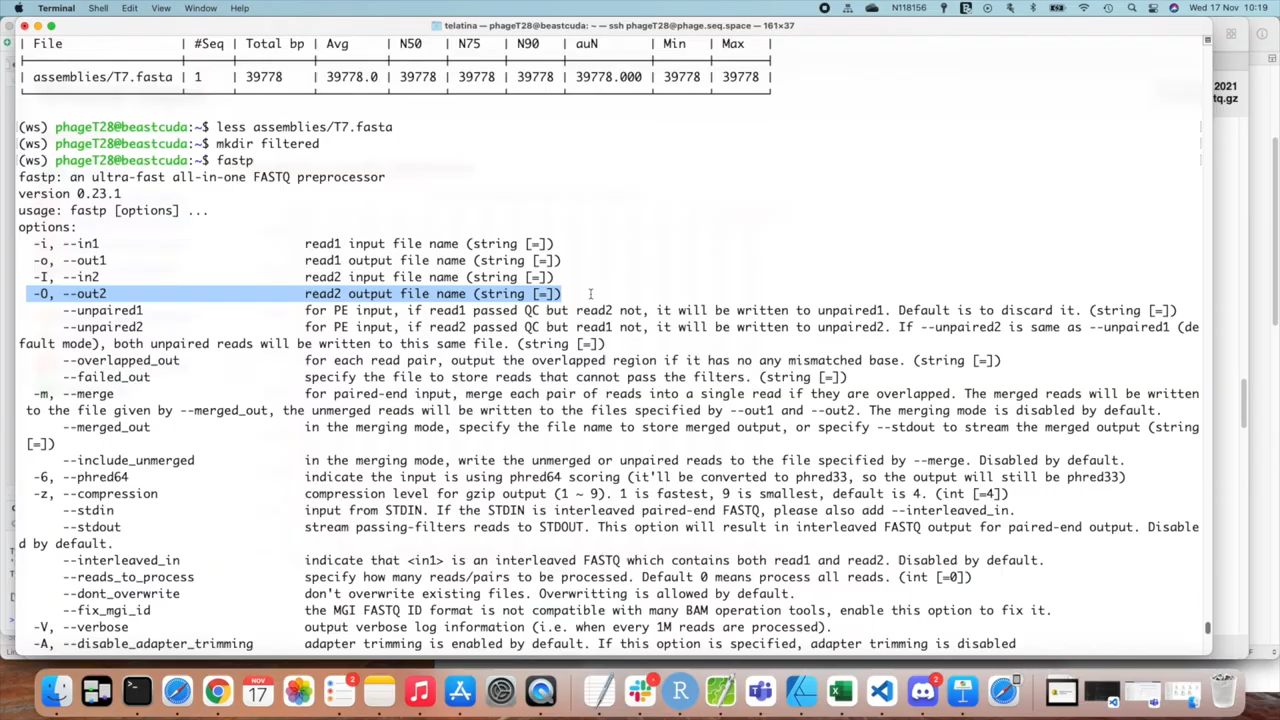 Terminal Shell Edit View Window Help N118156 Wed 17 Nov 10:19
telatina — phageT28@beastcuda: ~ — ssh phageT28@phage.seq.space — 161×37
| File | #Seq | Total bp | Avg | N50 | N75 | N90 | auN | Min | Max |
| assemblies/T7.fasta | 1 | 39778 | 39778.0 | 39778 | 39778 | 39778 | 39778.000 | 39778 | 39778 |
2021
tq.gz
(ws) phageT28@beastcuda:~$ less assemblies/T7.fasta
(ws) phageT28@beastcuda:~$ mkdir filtered
(ws) phageT28@beastcuda:~$ fastp
fastp: an ultra-fast all-in-one FASTQ preprocessor
version 0.23.1
usage: fastp [options] ...
options:
-i, --in1 read1 input file name (string [=])
-o, --out1 read1 output file name (string [=])
-I, --in2 read2 input file name (string [=])
-O, --out2 read2 output file name (string [=])
--unpaired1 for PE input, if read1 passed QC but read2 not, it will be written to unpaired1. Default is to discard it. (string [=])
--unpaired2 for PE input, if read2 passed QC but read1 not, it will be written to unpaired2. If --unpaired2 is same as --unpaired1 (de
fault mode), both unpaired reads will be written to this same file. (string [=])
--overlapped_out for each read pair, output the overlapped region if it has no any mismatched base. (string [=])
--failed_out specify the file to store reads that cannot pass the filters. (string [=])
-m, --merge for paired-end input, merge each pair of reads into a single read if they are overlapped. The merged reads will be written
to the file given by --merged_out, the unmerged reads will be written to the files specified by --out1 and --out2. The merging mode is disabled by default.
--merged_out in the merging mode, specify the file name to store merged output, or specify --stdout to stream the merged output (string
[=])
--include_unmerged in the merging mode, write the unmerged or unpaired reads to the file specified by --merge. Disabled by default.
-6, --phred64 indicate the input is using phred64 scoring (it'll be converted to phred33, so the output will still be phred33)
-z, --compression compression level for gzip output (1 ~ 9). 1 is fastest, 9 is smallest, default is 4. (int [=4])
--stdin input from STDIN. If the STDIN is interleaved paired-end FASTQ, please also add --interleaved_in.
--stdout stream passing-filters reads to STDOUT. This option will result in interleaved FASTQ output for paired-end output. Disable
d by default.
--interleaved_in indicate that <in1> is an interleaved FASTQ which contains both read1 and read2. Disabled by default.
--reads_to_process specify how many reads/pairs to be processed. Default 0 means process all reads. (int [=0])
--dont_overwrite don't overwrite existing files. Overwritting is allowed by default.
--fix_mgi_id the MGI FASTQ ID format is not compatible with many BAM operation tools, enable this option to fix it.
-V, --verbose output verbose log information (i.e. when every 1M reads are processed).
-A, --disable_adapter_trimming adapter trimming is enabled by default. If this option is specified, adapter trimming is disabled
NOV
17
2
2